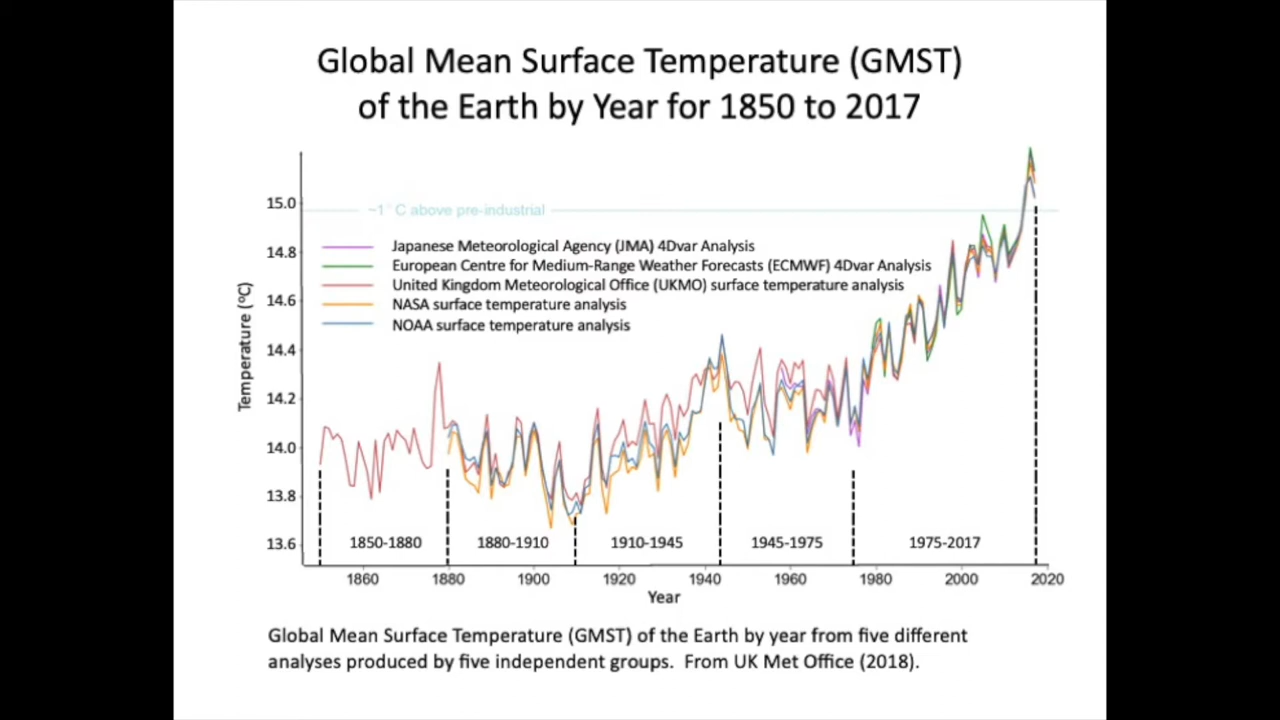 Global Mean Surface Temperature (GMST)
of the Earth by Year for 1850 to 2017
15.0
14.8
14.6
14.4
14.2
14.0
13.8
13.6
Temperature (°C)
~1°C above pre-industrial
Japanese Meteorological Agency (JMA) 4Dvar Analysis
European Centre for Medium-Range Weather Forecasts (ECMWF) 4Dvar Analysis
United Kingdom Meteorological Office (UKMO) surface temperature analysis
NASA surface temperature analysis
NOAA surface temperature analysis
1850-1880 1880-1910 1910-1945 1945-1975 1975-2017
1860 1880 1900 1920 1940 1960 1980 2000 2020
Year
Global Mean Surface Temperature (GMST) of the Earth by year from five different
analyses produced by five independent groups. From UK Met Office (2018).